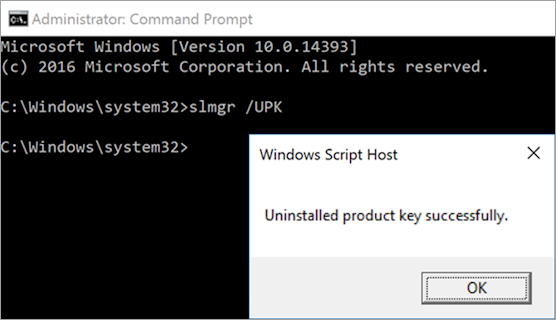 Administrator: Command Prompt
Microsoft Windows [Version 10.0.14393]
(c) 2016 Microsoft Corporation. All rights reserved.
C:\Windows\system32>slmgr /UPK
C:\Windows\system32>
Windows Script Host
Uninstalled product key successfully.
OK